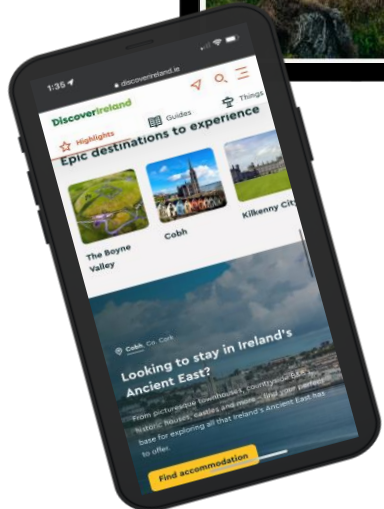 1:35
discoverireland.ie
DiscoverIreland
Highlights
Guides
Things
Epic destinations to experience
The Boyne
Valley
Cobh
Kilkenny City
Cobh, Co. Cork
Looking to stay in Ireland's
Ancient East?
From picturesque townhouses, countryside B&Bs,
historic houses, castles and more – find your perfect
base for exploring all that Ireland's Ancient East has
to offer.
Find accommodation